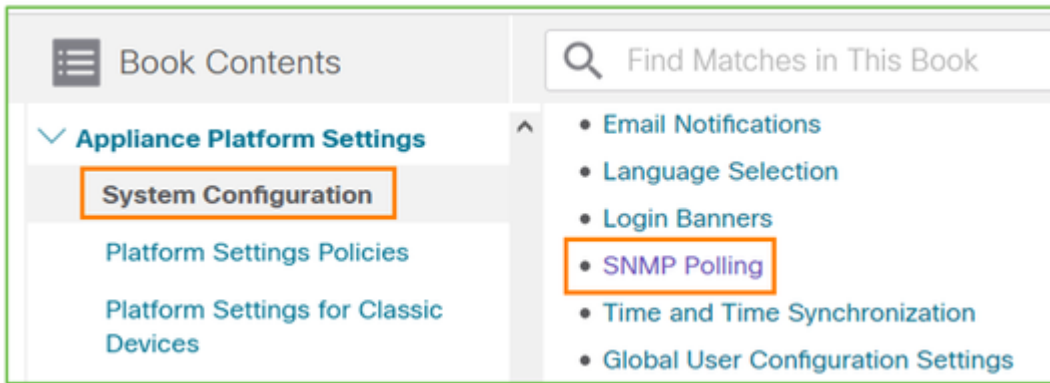 Book Contents
Find Matches in This Book
Appliance Platform Settings
System Configuration
Platform Settings Policies
Platform Settings for Classic
Devices
• Email Notifications
• Language Selection
• Login Banners
• SNMP Polling
• Time and Time Synchronization
• Global User Configuration Settings